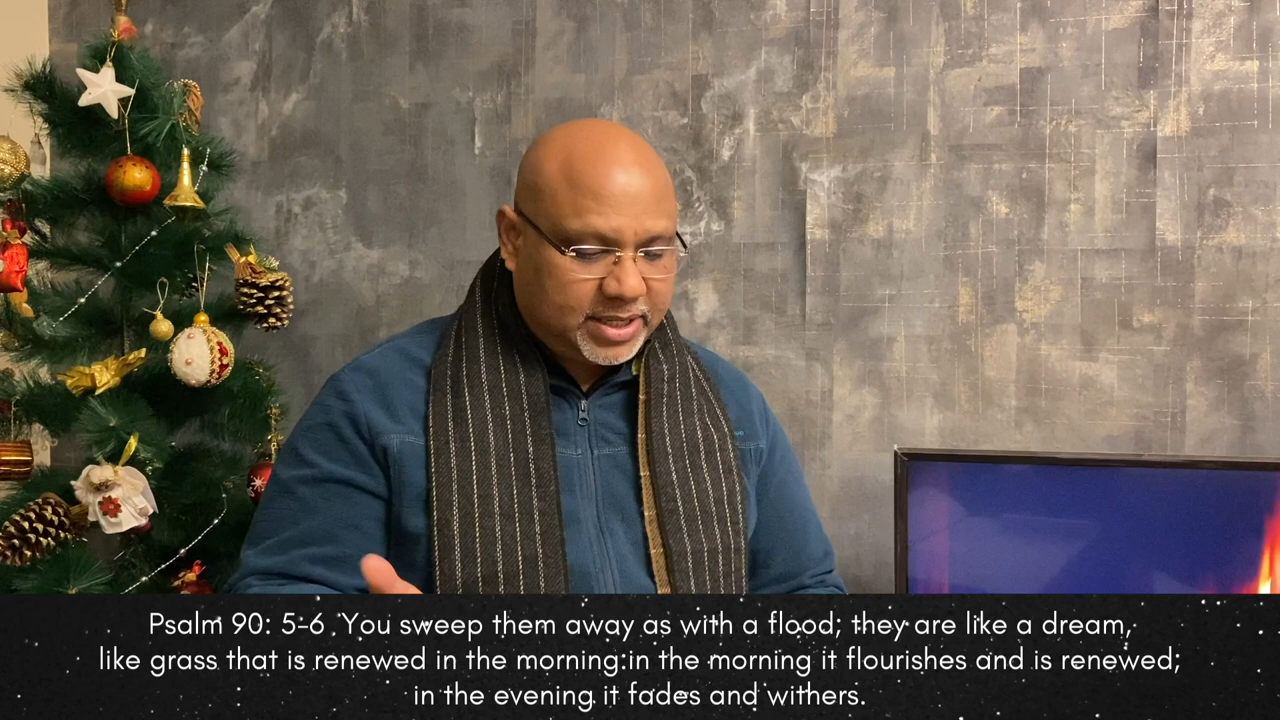 Psalm 90: 5-6  You sweep them away as with a flood; they are like a dream,
like grass that is renewed in the morning:in the morning it flourishes and is renewed;
in the evening it fades and withers.